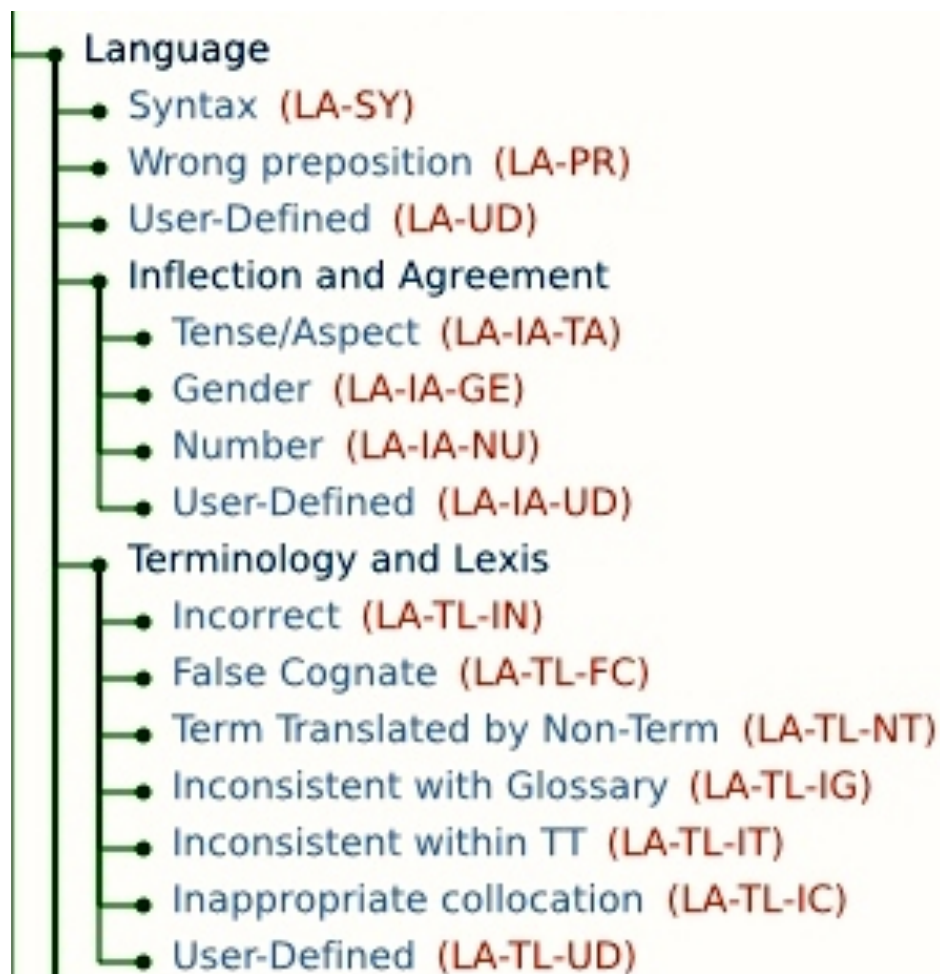 Language
Syntax (LA-SY)
Wrong preposition (LA-PR)
User-Defined (LA-UD)
Inflection and Agreement
Tense/Aspect (LA-IA-TA)
Gender (LA-IA-GE)
Number (LA-IA-NU)
User-Defined (LA-IA-UD)
Terminology and Lexis
Incorrect (LA-TL-IN)
False Cognate (LA-TL-FC)
Term Translated by Non-Term (LA-TL-NT)
Inconsistent with Glossary (LA-TL-IG)
Inconsistent within TT (LA-TL-IT)
Inappropriate collocation (LA-TL-IC)
User-Defined (LA-TL-UD)